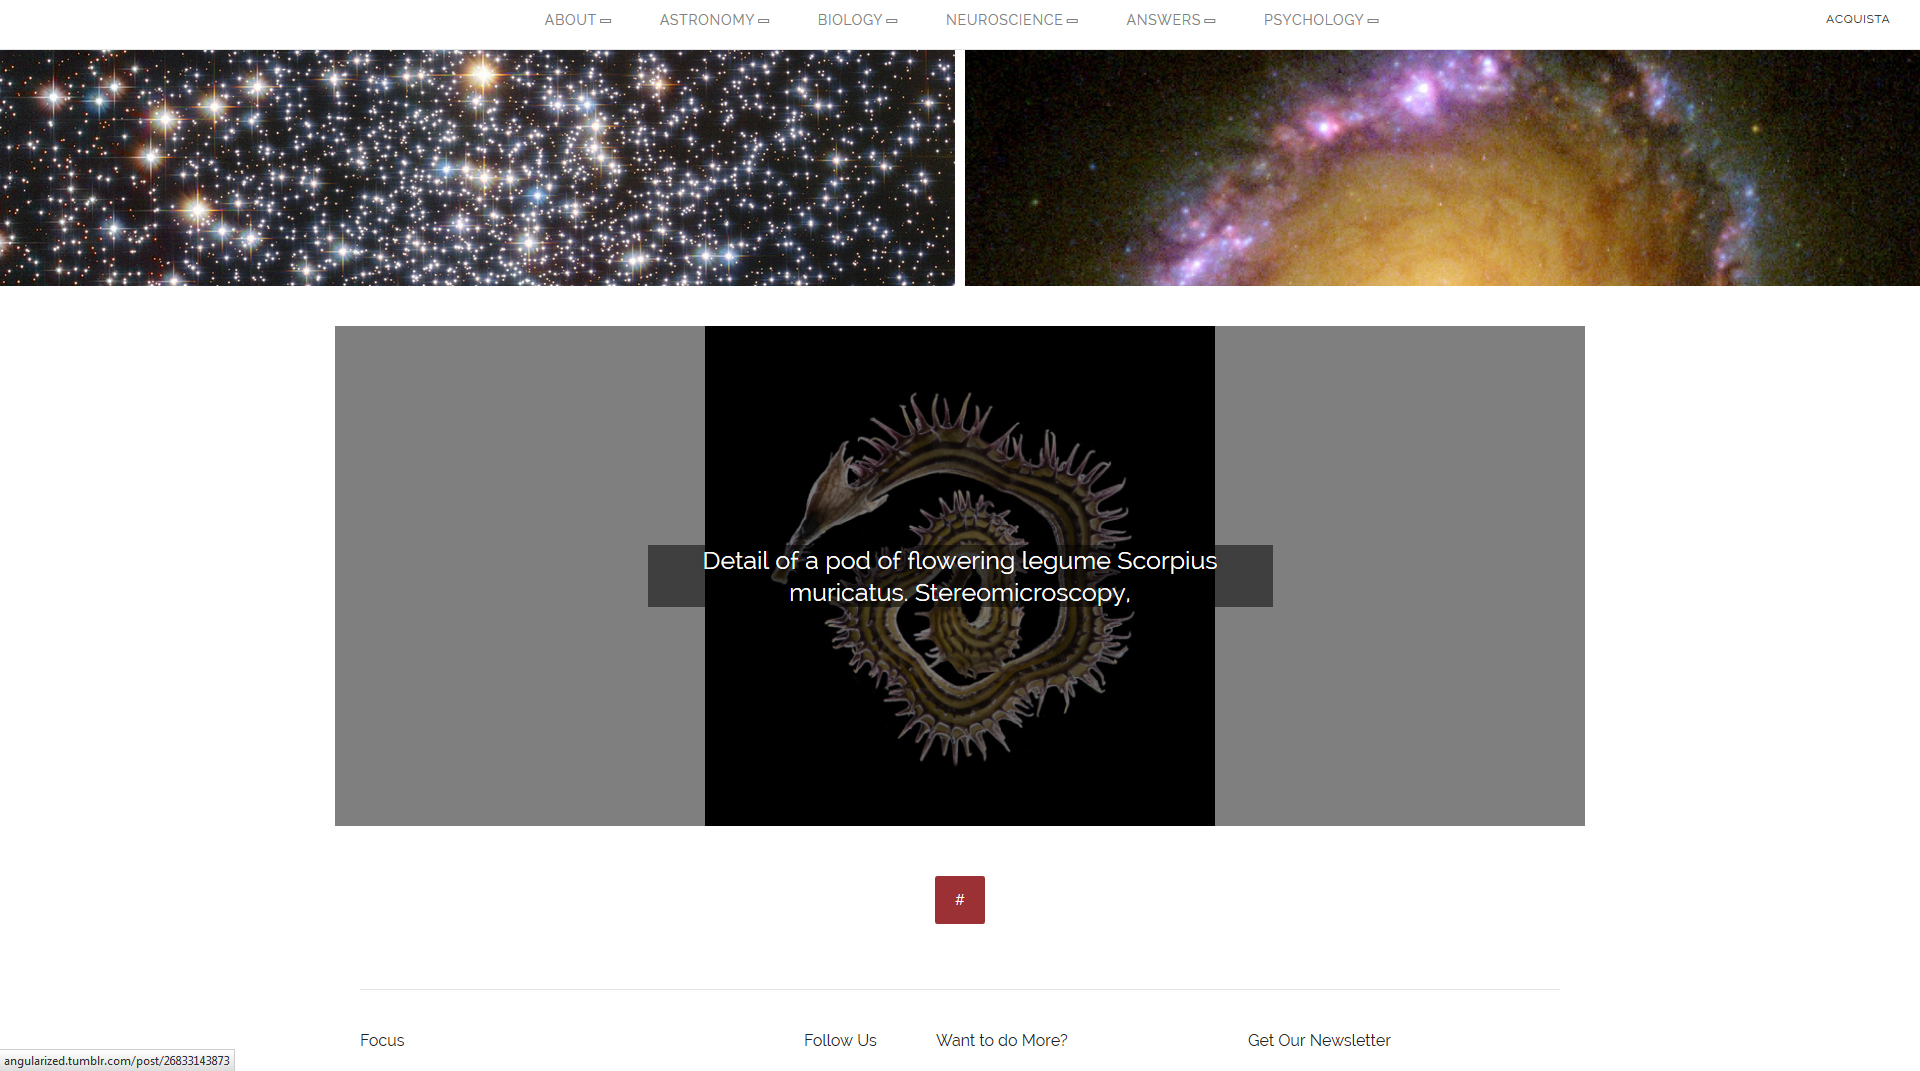 ABOUT ASTRONOMY BIOLOGY NEUROSCIENCE ANSWERS PSYCHOLOGY ACQUISTA
Detail of a pod of flowering legume Scorpius
muricatus. Stereomicroscopy,
#
Focus Follow Us Want to do More? Get Our Newsletter
angularized.tumblr.com/post/26833143873